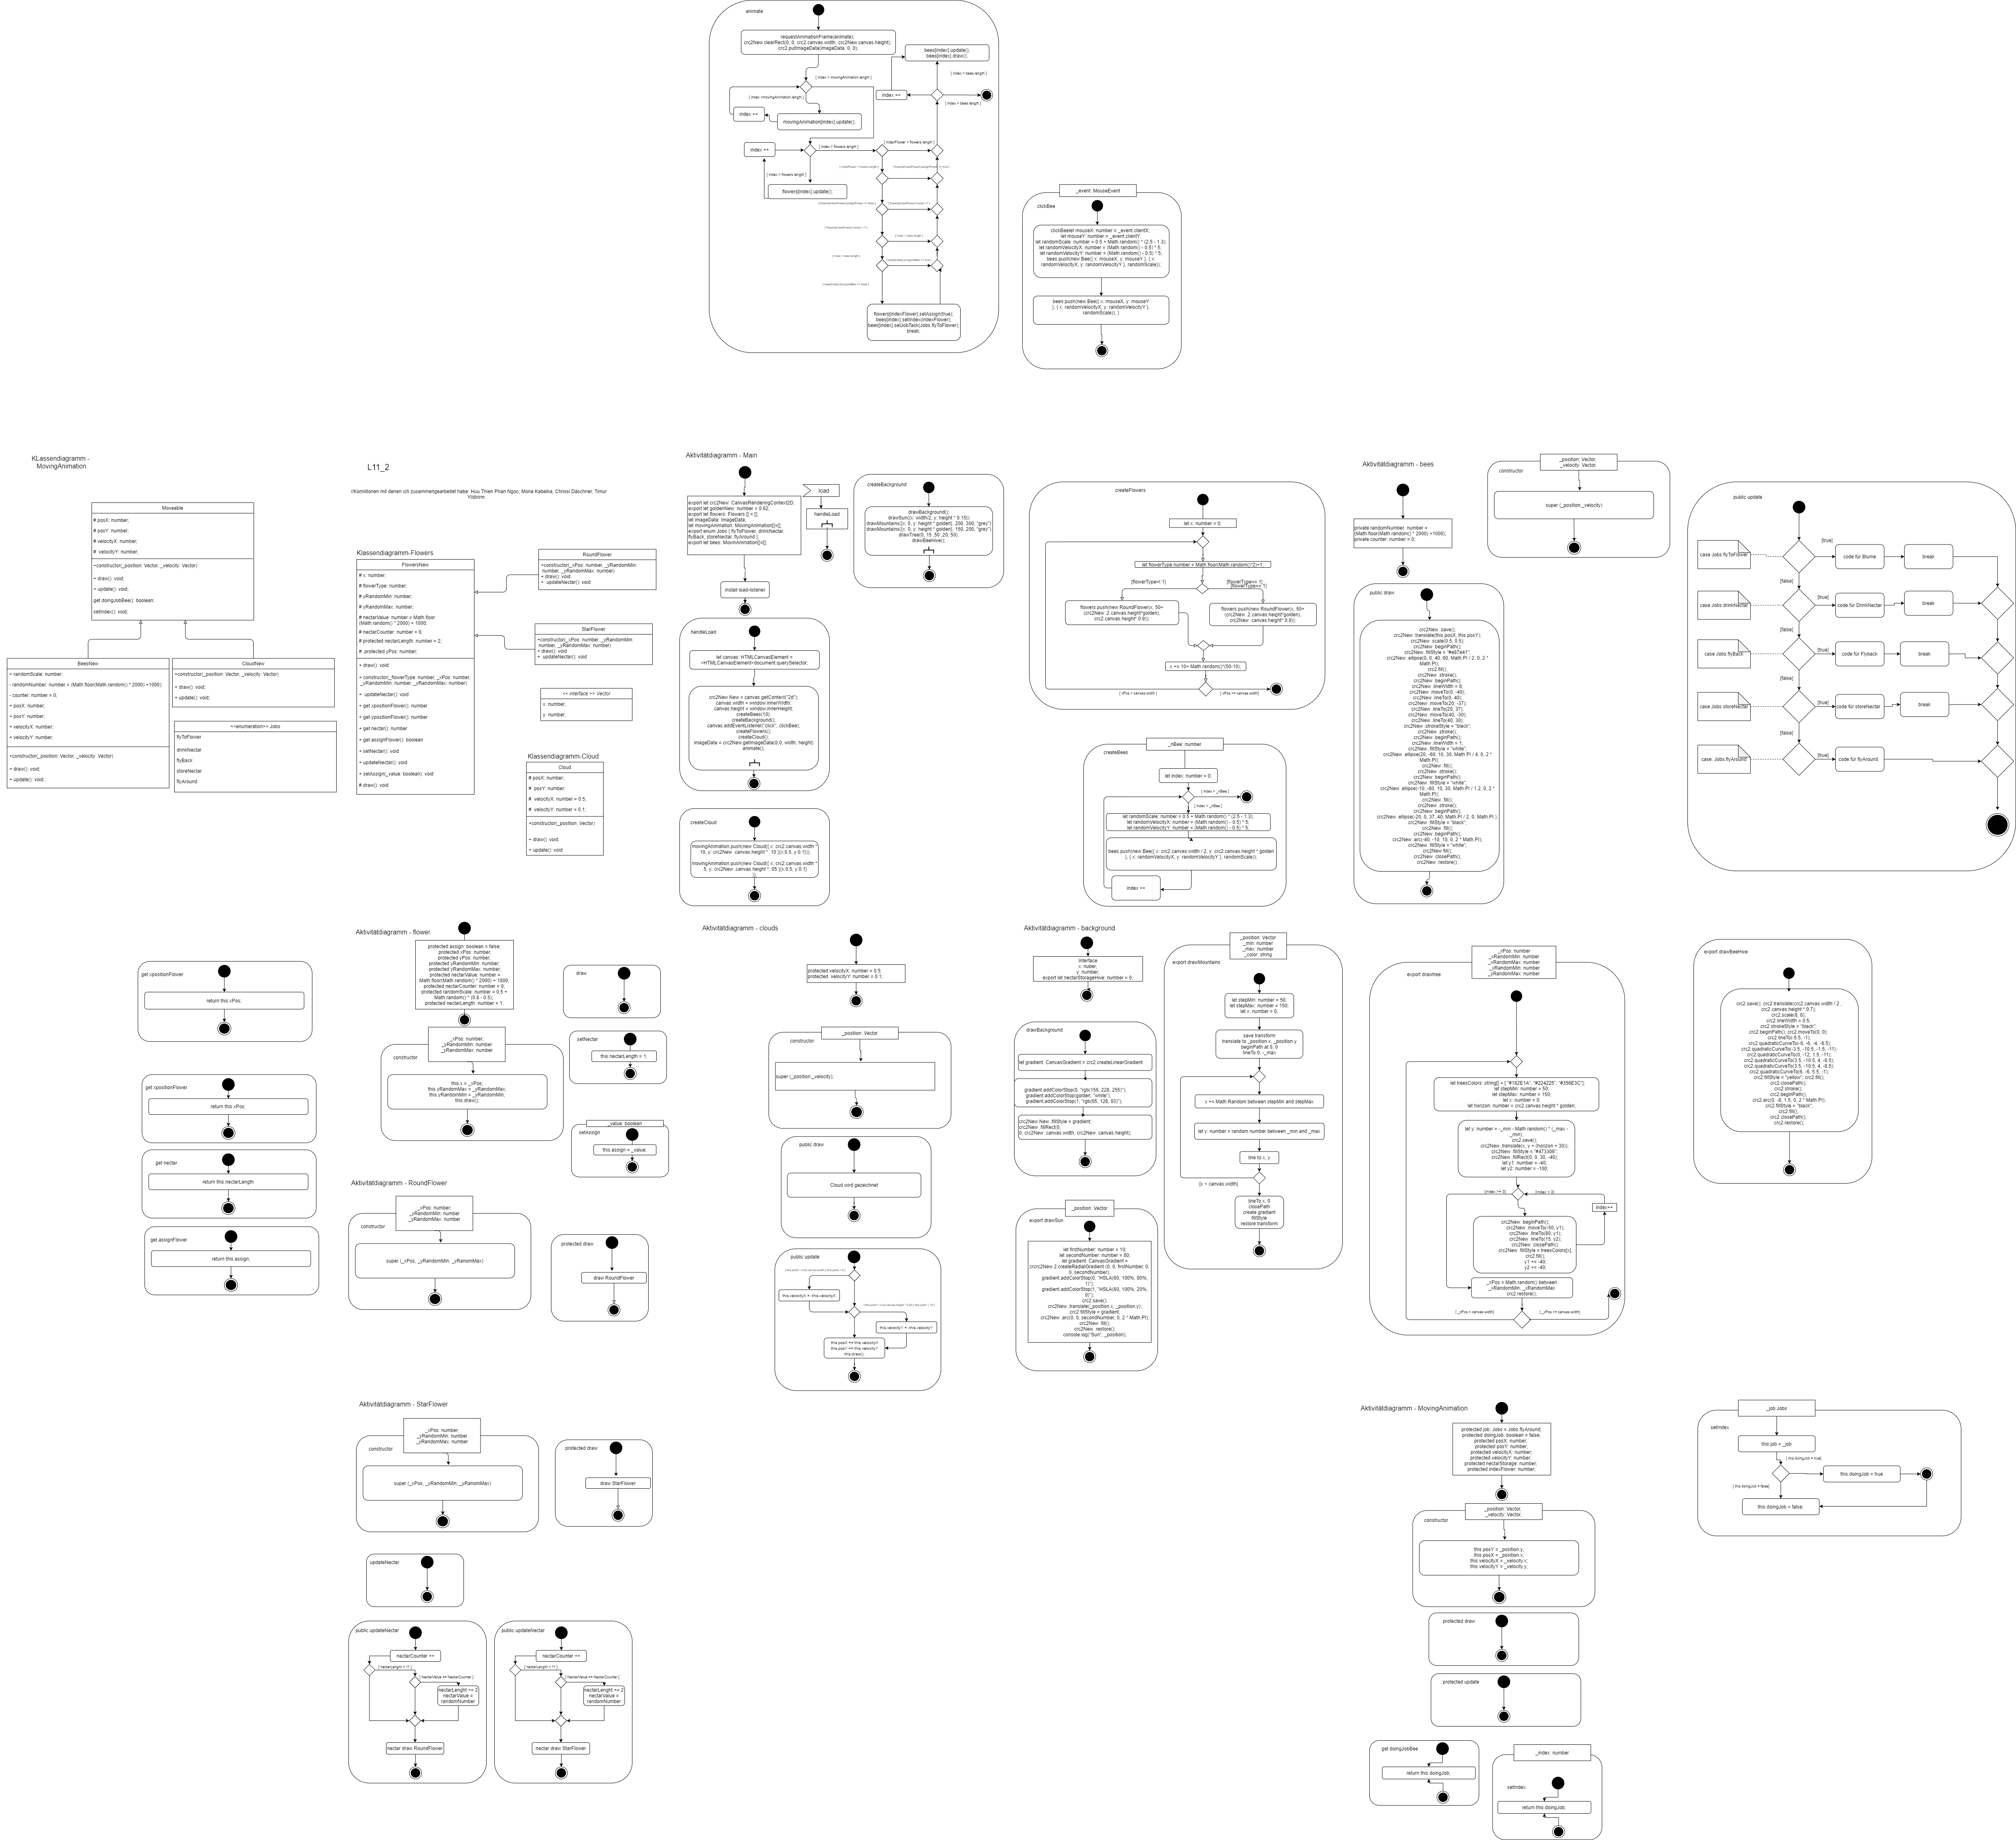 animate
requestAnimationFrame(animate);
crc2New.clearRect(0, 0, crc2.canvas.width, crc2New.canvas.height);
crc2.putImageData(imageData, 0, 0);
bees[index].update();
bees[index].draw();
index ++
movingAnimation[index].update();
index ++
index ++
flowers[index].update();
flowers[indexFlower].setAssign(true);
bees[index].setIndex(indexFlower);
bees[index].setJobTask(Jobs.flyToFlower);
break;
_event: MouseEvent
clickBee
clickBeelet mouseX: number = _event.clientX;
let mouseY: number = _event.clientY;
let randomScale: number = 0.5 + Math.random() * (2.5 - 1.3);
let randomVelocityX: number = (Math.random() - 0.5) * 5;
let randomVelocityY: number = (Math.random() - 0.5) * 5;
bees.push(new Bee({ x: mouseX, y: mouseY }, { x:
randomVelocityX, y: randomVelocityY }, randomScale));
bees.push(new Bee({ x: mouseX, y: mouseY
}, { x: randomVelocityX, y: randomVelocityY },
randomScale)); }
KLassendiagramm -
MovingAnimation
Moveable
# posX: number;
# posY: number;
# velocityX: number;
# velocityY: number;
+constructor(_position: Vector, _velocity: Vector)
+ draw(): void;
+ update(): void;
get doingJobBee(): boolean;
setIndex(): void;
BeesNew
+ randomScale: number;
- randomNumber: number = (Math.floor(Math.random() * 2000) +1000);
- counter: number = 0;
+ posX: number;
+ posY: number;
+ velocityX: number;
+ velocityY: number;
+constructor(_position: Vector, _velocity: Vector)
+ draw(): void;
+ update(): void;
CloudNew
+constructor(_position: Vector, _velocity: Vector)
+ draw(): void;
+ update(): void;
<<enumeration>> Jobs
flyToFlower
drinkNectar
flyBack
storeNectar
flyAround
L11_2
//Komilitonen mit denen ich zusammengearbeitet habe: Huu Thien Phan Ngoc, Mona Kabelka, Chrissi Däschner, Timur
Yildirim
Klassendiagramm-Flowers
FlowersNew
# x: number;
# flowerType: number;
# yRandomMin: number;
# yRandomMax: number;
# nectarValue: number = Math.floor
(Math.random() * 2000) + 1000;
# nectarCounter: number = 0;
# protected nectarLength: number = 2;
# protected yPos: number;
+ draw(): void
+ constructor(_flowerType: number, _xPos: number,
_yRandomMin: number, _yRandomMax: number)
+ updateNectar(): void
+ get xpositionFlower(): number
+ get ypositionFlower(): number
+ get nectar(): number
+ get assignFlower(): boolean
+ setNectar(): void
+ updateNectar(): void
+ setAssign(_value: boolean): void
# draw(): void
RoundFlower
+constructor(_xPos: number, _yRandomMin:
number, _yRandomMax: number)
+ draw(): void
+ updateNectar(): void
StarFlower
+constructor(_xPos: number, _yRandomMin:
number, _yRandomMax: number)
+ draw(): void
+ updateNectar(): void
<< interface >> Vector
x: number;
y: number;
Klassendiagramm-Cloud
Cloud
# posX: number;
# posY: number;
# velocityX: number = 0.5;
# velocityY: number = 0.1;
+constructor(_position: Vector)
+ draw(): void
+ update(): void
Aktivitätdiagramm - Main
export let crc2New: CanvasRenderingContext2D;
export let goldenNew: number = 0.62;
export let flowers: Flowers [] = [];
let imageData: ImageData;
let movingAnimation: MovingAnimation[]x[];
export enum Jobs { flyToFlower, drinkNectar,
flyBack, storeNectar, flyAround };
export let bees: MovinAnimation[]x[];
install load-listener
load
handleLoad
handleLoad
let canvas: HTMLCanvasElement =
<HTMLCanvasElement>document.querySelector;
crc2New New = canvas.getContext("2d");
canvas.width = window.innerWidth;
canvas.height = window.innerHeight;
createBees(10);
createBackground();
canvas.addEventListener("click", clickBee);
createFlowers();
createCloud();
imageData = crc2New.getImageData(0,0, width, height)
animate();
createCloud
movingAnimation.push(new Cloud({ x: crc2.canvas.width *
.10, y: crc2New .canvas.height * .10 }{x:0.5, y:0.1}));
movingAnimation.push(new Cloud({ x: crc2.canvas.width *
.5, y: crc2New .canvas.height * .05 }{x:0.5, y:0.1}
createBackground
drawBackground();
drawSun({x: width/2, y: height * 0.15})
drawMountains({x: 0, y: height * golden}, 200, 300, "grey")
drawMountains({x: 0, y: height * golden}, 150, 200, "grey")
drawTree(0, 15 ,50 ,20, 50);
drawBeeHive();
createFlowers
let x: number = 0;
let flowerType:number = Math.floor(Math.random()*2)+1;
[flowerType=! 1]
[flowerType== 1]
[flowerType== 1]
flowers.push(new RoundFlower(x, 50+
(crc2New .2.canvas.height*golden),
crc2.canvas.height* 0.9));
flowers.push(new RoundFlower(x, 50+
(crc2New .2.canvas.height*golden),
crc2New .canvas.height* 0.9));
x += 10+ Math.random()*(50-10);
[ xPos < canvas.width ]
[ xPos >= canvas.width]
_nBee: number
createBees
let index: number = 0;
let randomScale: number = 0.5 + Math.random() * (2.5 - 1.3);
let randomVelocityX: number = (Math.random() - 0.5) * 5;
let randomVelocityY: number = (Math.random() - 0.5) * 5;
bees.push(new Bee({ x: crc2.canvas.width / 2, y: crc2.canvas.height * golden
}, { x: randomVelocityX, y: randomVelocityY }, randomScale));
index ++
Aktivitätdiagramm - bees
private randomNumber: number =
(Math.floor(Math.random() * 2000) +1000);
private counter: number = 0;
_position: Vector,
_velocity: Vector,
constructor
super (_position,_velocity);
public draw
crc2New .save();
crc2New .translate(this.posX, this.posY);
crc2New .scale(0.5, 0.5);
crc2New .beginPath();
crc2New .fillStyle = "#e87e41";
crc2New .ellipse(0, 0, 40, 60, Math.PI / 2, 0, 2 *
Math.PI);
crc2.fill();
crc2New .stroke();
crc2New .beginPath();
crc2New .lineWidth = 8;
crc2New .moveTo(0, -40);
crc2New .lineTo(0, 40);
crc2New .moveTo(20, -37);
crc2New .lineTo(20, 37);
crc2New .moveTo(40, -30);
crc2New .lineTo(40, 30);
crc2New .strokeStyle = "black";
crc2New .stroke();
crc2New .beginPath();
crc2New .lineWidth = 1;
crc2New .fillStyle = "white";
crc2New .ellipse(20, -60, 10, 30, Math.PI / 4, 0, 2 *
Math.PI);
crc2New .fill();
crc2New .stroke();
crc2New .beginPath();
crc2New .fillStyle = "white";
crc2New .ellipse(-10, -60, 10, 30, Math.PI / 1.2, 0, 2 *
Math.PI);
crc2New .fill();
crc2New .stroke();
crc2New .beginPath();
crc2New .ellipse(-20, 0, 37, 40, Math.PI / 2, 0, Math.PI );
crc2New .fillStyle = "black";
crc2New .fill();
crc2New .beginPath();
crc2New .arc(-40, -10, 10, 0, 2 * Math.PI);
crc2New .fillStyle = "white";
crc2New fill();
crc2New .closePath();
crc2New .restore();
public update
case Jobs.flyToFlower
[true]
code für Blume
break
[false]
case Jobs.drinkNectar
[true]
code für DrinkNectar
break
[false]
case Jobs.flyBack
[true]
code für Flyback
break
[false]
case Jobs.storeNectar
[true]
code für storeNectar
break
[false]
case Jobs.flyAround
[true]
code für flyAround
get xpositionFlower
return this.xPos;
get xpositionFlower
return this.xPos;
get nectar
return this.nectarLength
get assignFlower
return this.assign;
Aktivitätdiagramm - flower
protected assign: boolean = false;
protected xPos: number;
protected yPos: number;
protected yRandomMin: number;
protected yRandomMax: number;
protected nectarValue: number =
Math.floor(Math.random() * 2000) + 1000;
protected nectarCounter: number = 0;
protected randomScale: number = 0.5 +
Math.random() * (0.8 - 0.5);
protected nectarLength: number = 1;
_xPos: number;
_yRandomMin: number
_yRandomMax: number
constructor
this.x = _xPos;
this.yRandomMax = _yRandomMax;
this.yRandomMin = _yRandomMin;
this.draw();
draw
setNectar
this.nectarLength = 1;
_value: boolean
setAssign
this.assign = _value;
Aktivitätdiagramm - RoundFlower
_xPos: number;
_yRandomMin: number
_yRandomMax: number
constructor
super (_xPos, _yRandomMin, _yRanomMax)
protected draw
draw RoundFlower
Aktivitätdiagramm - StarFlower
_xPos: number;
_yRandomMin: number
_yRandomMax: number
constructor
super (_xPos, _yRandomMin, _yRanomMax)
protected draw
draw StarFlower
updateNectar
public updateNectar
nectarCounter ++
nectarLenght += 2
nectarValue =
randomNumber
nectar draw RoundFlower
public updateNectar
nectarCounter ++
nectarLenght += 2
nectarValue =
randomNumber
nectar draw StarFlower
Aktivitätdiagramm - clouds
protected velocityX: number = 0.5;
protected velocityY: number = 0.1;
_position: Vector
constructor
super (_position,_velocity);
public draw
Cloud wird gezeichnet
public update
this.posX += this.velocityX
this.posY += this.velocityY
this.draw()
Aktivitätdiagramm - background
Interface
x: nuber;
y: number;
export let nectarStorageHive: number = 0;
drawBackground
let gradient: CanvasGradient = crc2.createLinearGradient
gradient.addColorStop(0, "rgb(156, 228, 255)");
gradient.addColorStop(golden, "white");
gradient.addColorStop(1, "rgb(65, 128, 93)");
crc2New New .fillStyle = gradient;
crc2New .fillRect(0,
0, crc2New .canvas.width, crc2New .canvas.height);
_position: Vector
export drawSun
let firstNumber: number = 10;
let secondNumber: number = 80;
let gradient: CanvasGradient =
crcrc2New 2.createRadialGradient (0, 0, firstNumber, 0,
0, secondNumber);
gradient.addColorStop(0, "HSLA(60, 100%, 90%,
1)");
gradient.addColorStop(1, "HSLA(60, 100%, 20%,
0)");
crc2.save();
crc2New .translate(_position.x, _position.y);
crc2.fillStyle = gradient;
crc2New .arc(0, 0, secondNumber, 0, 2 * Math.PI);
crc2New .fill();
crc2New .restore();
console.log("Sun", _position);
_position: Vector
_min: number
_max: number
_color: string
export drawMountains
let stepMin: number = 50;
let stepMax: number = 150;
let x: number = 0;
save transform
translate to _position.x, _position.y
beginPath at 0, 0
lineTo 0, -_max
x += Math.Random between stepMin and stepMax
let y: number = random number between _min and _max
line to x, y
[x < canvas.width]
lineTo x, 0
closePath
create gradient
fillStyle
restore transform
_xPos: number
_xRandomMin: number
_xRandomMax: number
_yRandomMin: number
_yRandomMax: number
export drawtree
let treesColors: string[] = [ "#182E1A", "#224225", "#356E3C"];
let stepMin: number = 50;
let stepMax: number = 150;
let x: number = 0;
let horizon: number = crc2.canvas.height * golden;
let y: number = -_min - Math.random() * (_max -
_min);
crc2.save();
crc2New .translate(x, y + (horizon + 30));
crc2New .fillStyle = "#473306";
crc2New .fillRect(0, 0, 30, -40);
let y1: number = -40;
let y2: number = -100;
[index >= 3]
[index < 3]
index++
crc2New .beginPath();
crc2New .moveTo(-50, y1);
crc2New .lineTo(80, y1);
crc2New .lineTo(15, y2);
crc2New .closePath();
crc2New .fillStyle = treesColors[x];
crc2.fill();
y1 += -40;
y2 += -40;
_xPos = Math.random() between
_xRandomMin, _xRandomMax
crc2.restore();
[ _xPos < canvas.width]
[ _xPos >= canvas.width]
export drawBeeHive
crc2.save(); crc2.translate(crc2.canvas.width / 2 ,
crc2.canvas.height * 0.7);
crc2.scale(8, 8);
crc2.lineWidth = 0.5;
crc2.strokeStyle = "black";
crc2.beginPath(); crc2.moveTo(0, 0);
crc2.lineTo(-5.5, -1);
crc2.quadraticCurveTo(-6, -6, -4, -8.5);
crc2.quadraticCurveTo(-3.5, -10.5, -1.5, -11);
crc2.quadraticCurveTo(0, -12, 1.5, -11);
crc2.quadraticCurveTo(3.5, -10.5, 4, -8.5);
crc2.quadraticCurveTo(6, -6, 5.5, -1);
crc2.fillStyle = "yellow"; crc2.fill();
crc2.closePath();
crc2.stroke();
crc2.beginPath();
crc2.arc(0, -8, 1.5, 0, 2 * Math.PI);
crc2.fillStyle = "black";
crc2.fill();
crc2.closePath();
crc2.restore();
Aktivitätdiagramm - MovingAnimation
protected job: Jobs = Jobs.flyAround;
protected doingJob: boolean = false;
protected posX: number;
protected posY: number;
protected velocityX: number;
protected velocityY: number;
protected nectarStorage: number;
protected indexFlower: number;
_position: Vector,
_velocity: Vector,
constructor
this.posY = _position.y;
this.posX = _position.x;
this.velocityX = _velocity.x;
this.velocityY = _velocity.y;
protected draw
protected update
get doingJobBee
return this.doingJob;
_index: number
setIndex
return this.doingJob;
_job:Jobs
setIndex
this.job = _job
[ this.doingJob = true]
this.doingJob = true
[ this.doingJob = false]
this.doingJob = false;